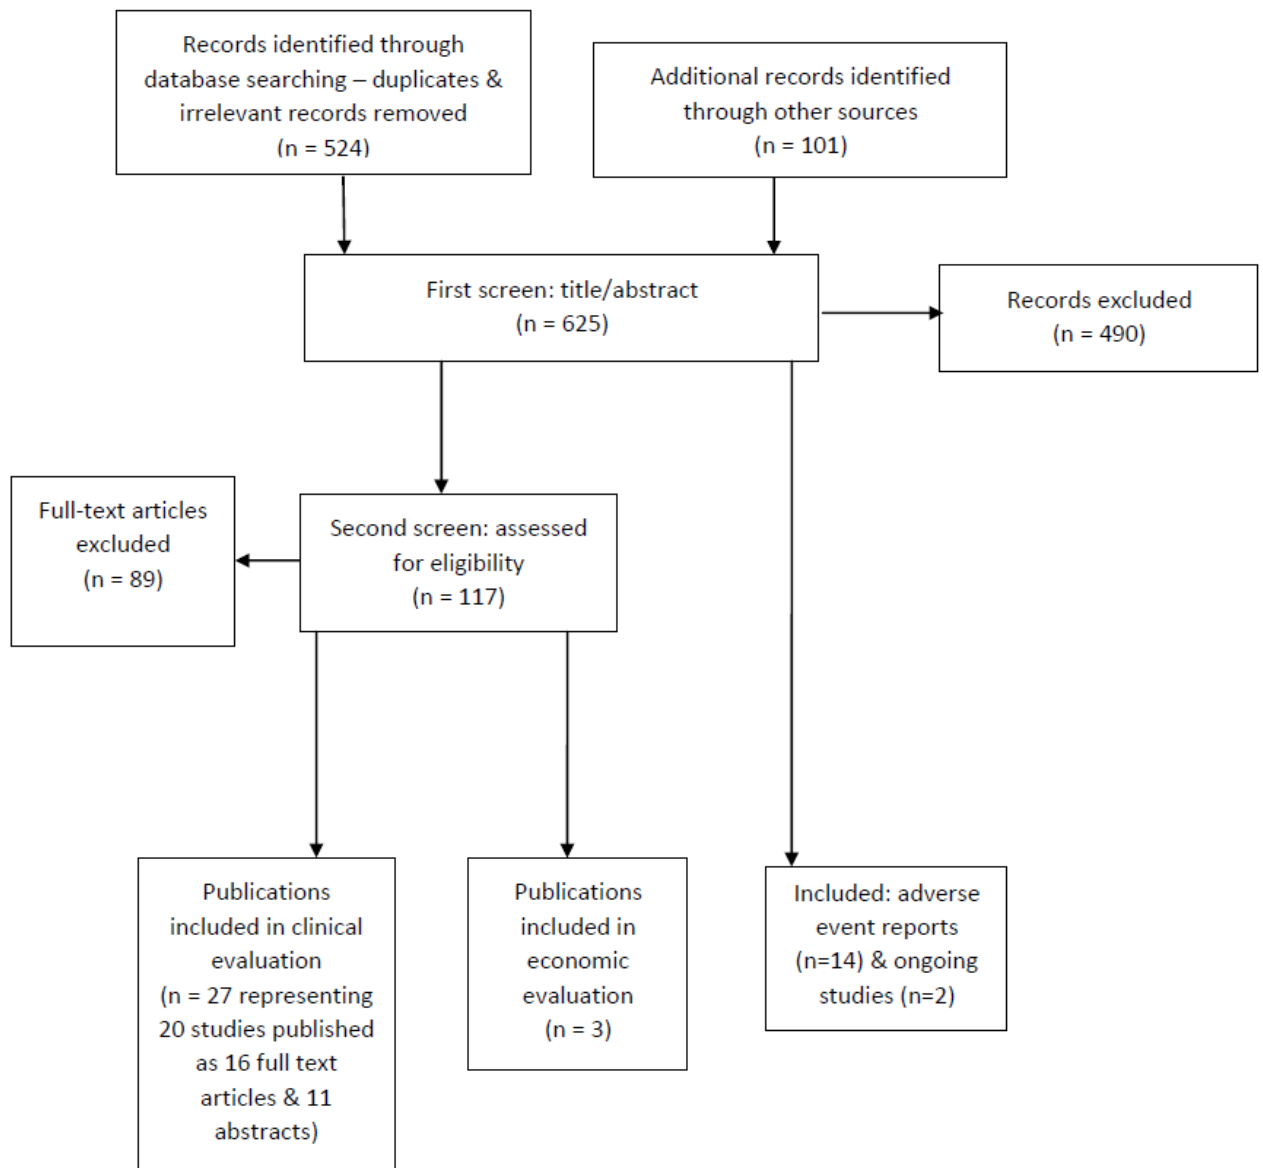 Records identified through
database searching – duplicates &
irrelevant records removed
(n = 524)
Additional records identified
through other sources
(n = 101)
First screen: title/abstract
(n = 625)
Records excluded
(n = 490)
Full-text articles
excluded
(n = 89)
Second screen: assessed
for eligibility
(n = 117)
Publications
included in clinical
evaluation
(n = 27 representing
20 studies published
as 16 full text
articles & 11
abstracts)
Publications
included in
economic
evaluation
(n = 3)
Included: adverse
event reports
(n=14) & ongoing
studies (n=2)